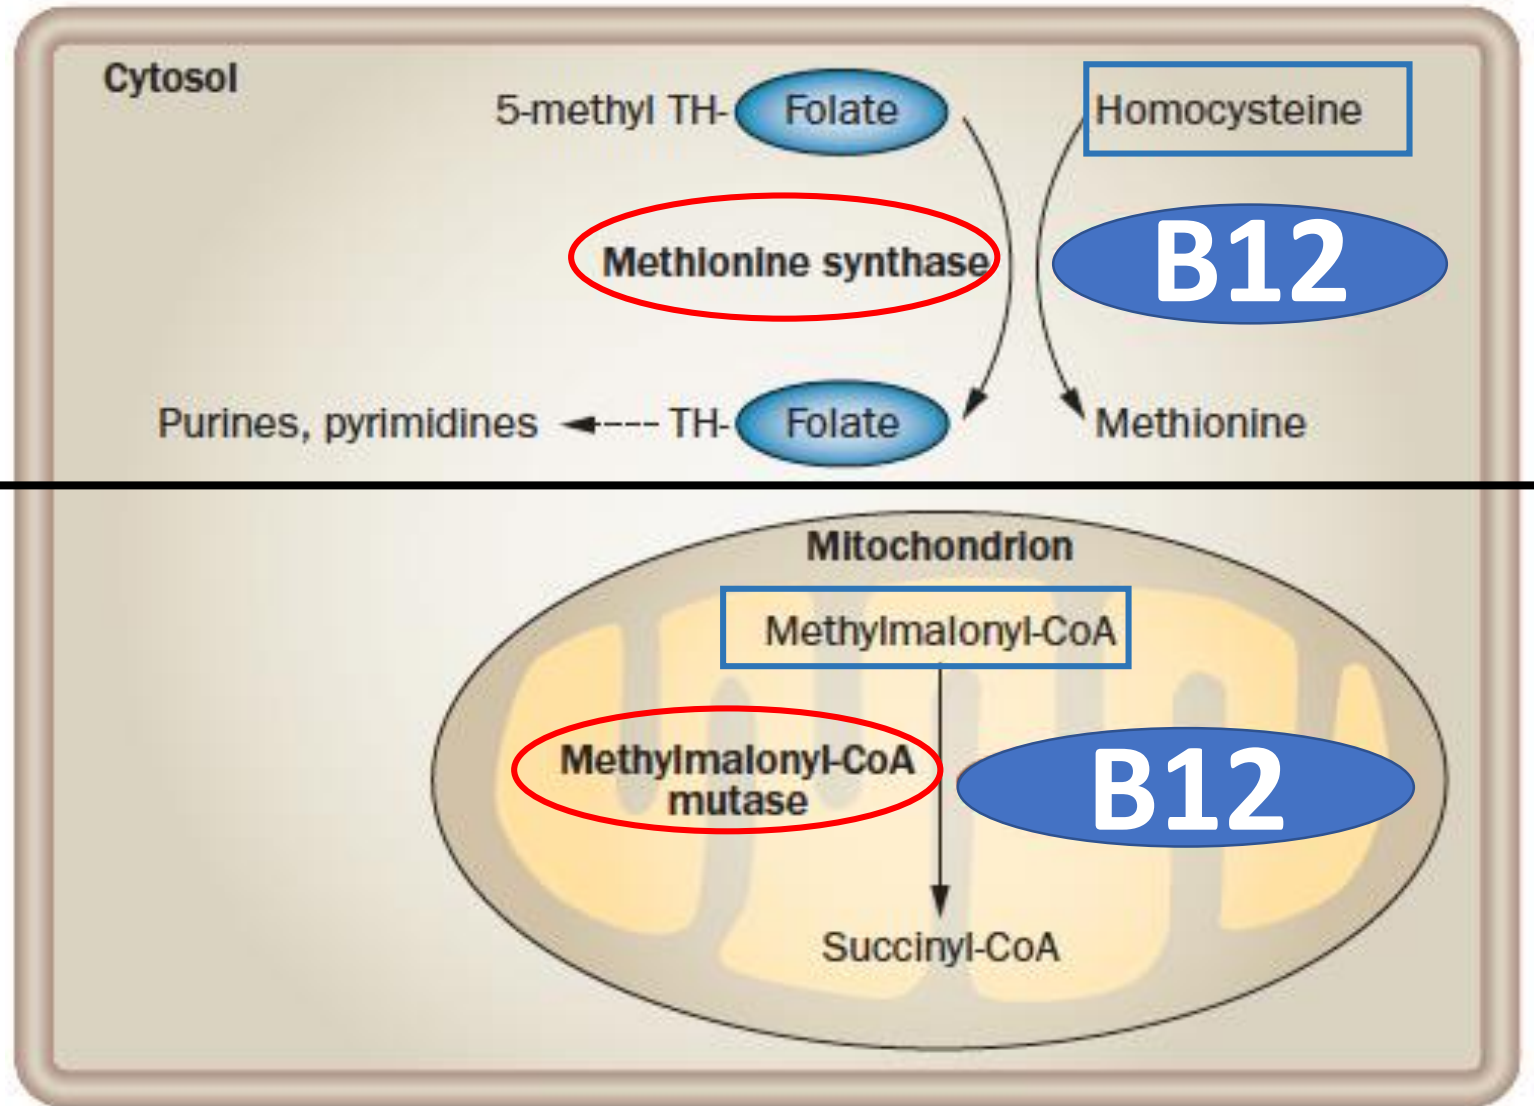 Cytosol
5-methyl TH- Folate
Homocysteine
Methionine synthase
B12
Purines, pyrimidines
TH- Folate
Methionine
Mitochondrion
Methylmalonyl-CoA
Methylmalonyl-CoA
mutase
B12
Succinyl-CoA